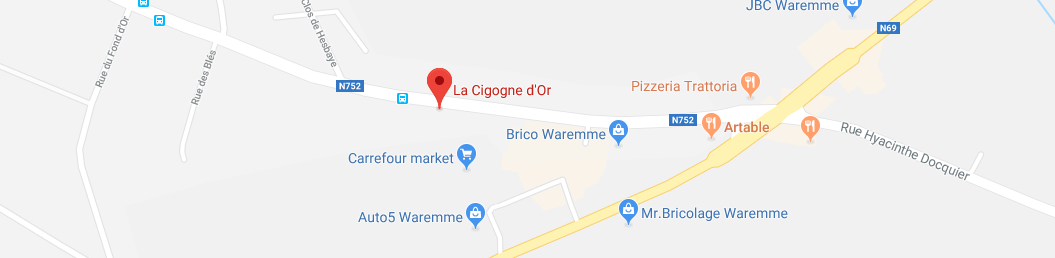 JBC Waremme
Clos de Hesbaye
Rue du Fond d'Or
N69
Rue des Blés
N752
La Cigogne d'Or
Pizzeria Trattoria
N752
Artable
Brico Waremme
Rue Hyacinthe Docquier
Carrefour market
Auto5 Waremme
Mr.Bricolage Waremme